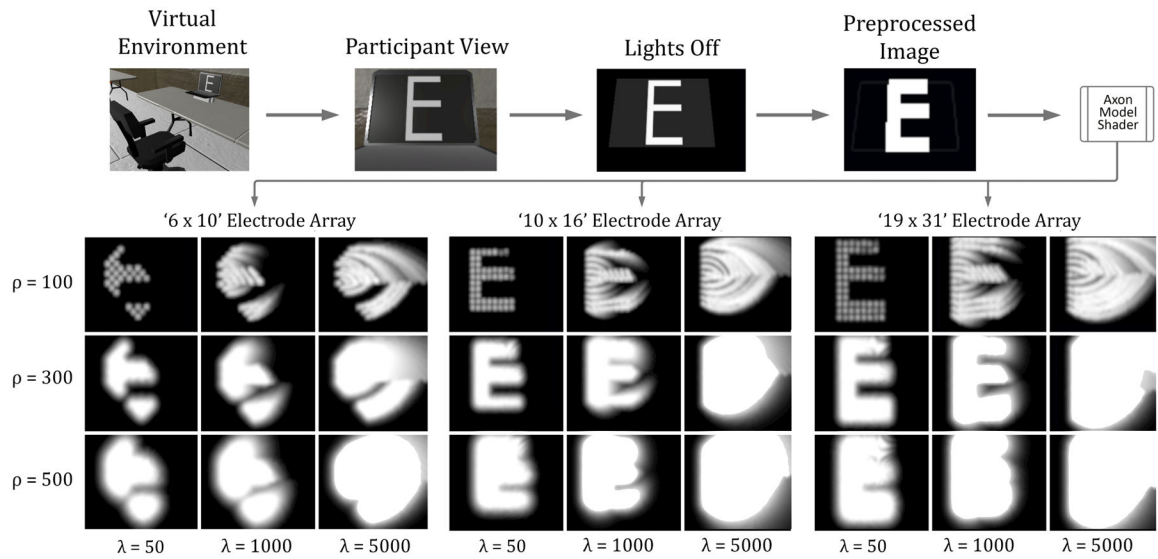 Virtual
Environment
Participant View
Lights Off
Preprocessed
Image
E
E
E
E
Axon
Model
Shader
‘6 x 10’ Electrode Array
‘10 x 16’ Electrode Array
‘19 x 31’ Electrode Array
ρ = 100
ρ = 300
ρ = 500
λ = 50
λ = 1000
λ = 5000
λ = 50
λ = 1000
λ = 5000
λ = 50
λ = 1000
λ = 5000